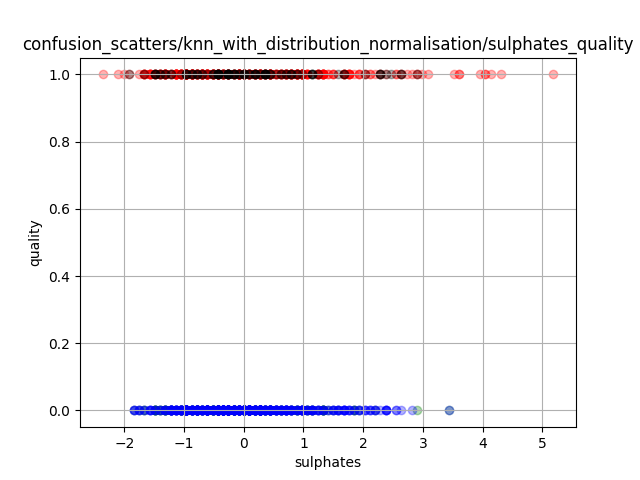 confusion_scatters/knn_with_distribution_normalisation/sulphates_quality
1.0
0.8
0.6
0.4
0.2
0.0
quality
−2 −1 0 1 2 3 4 5
sulphates